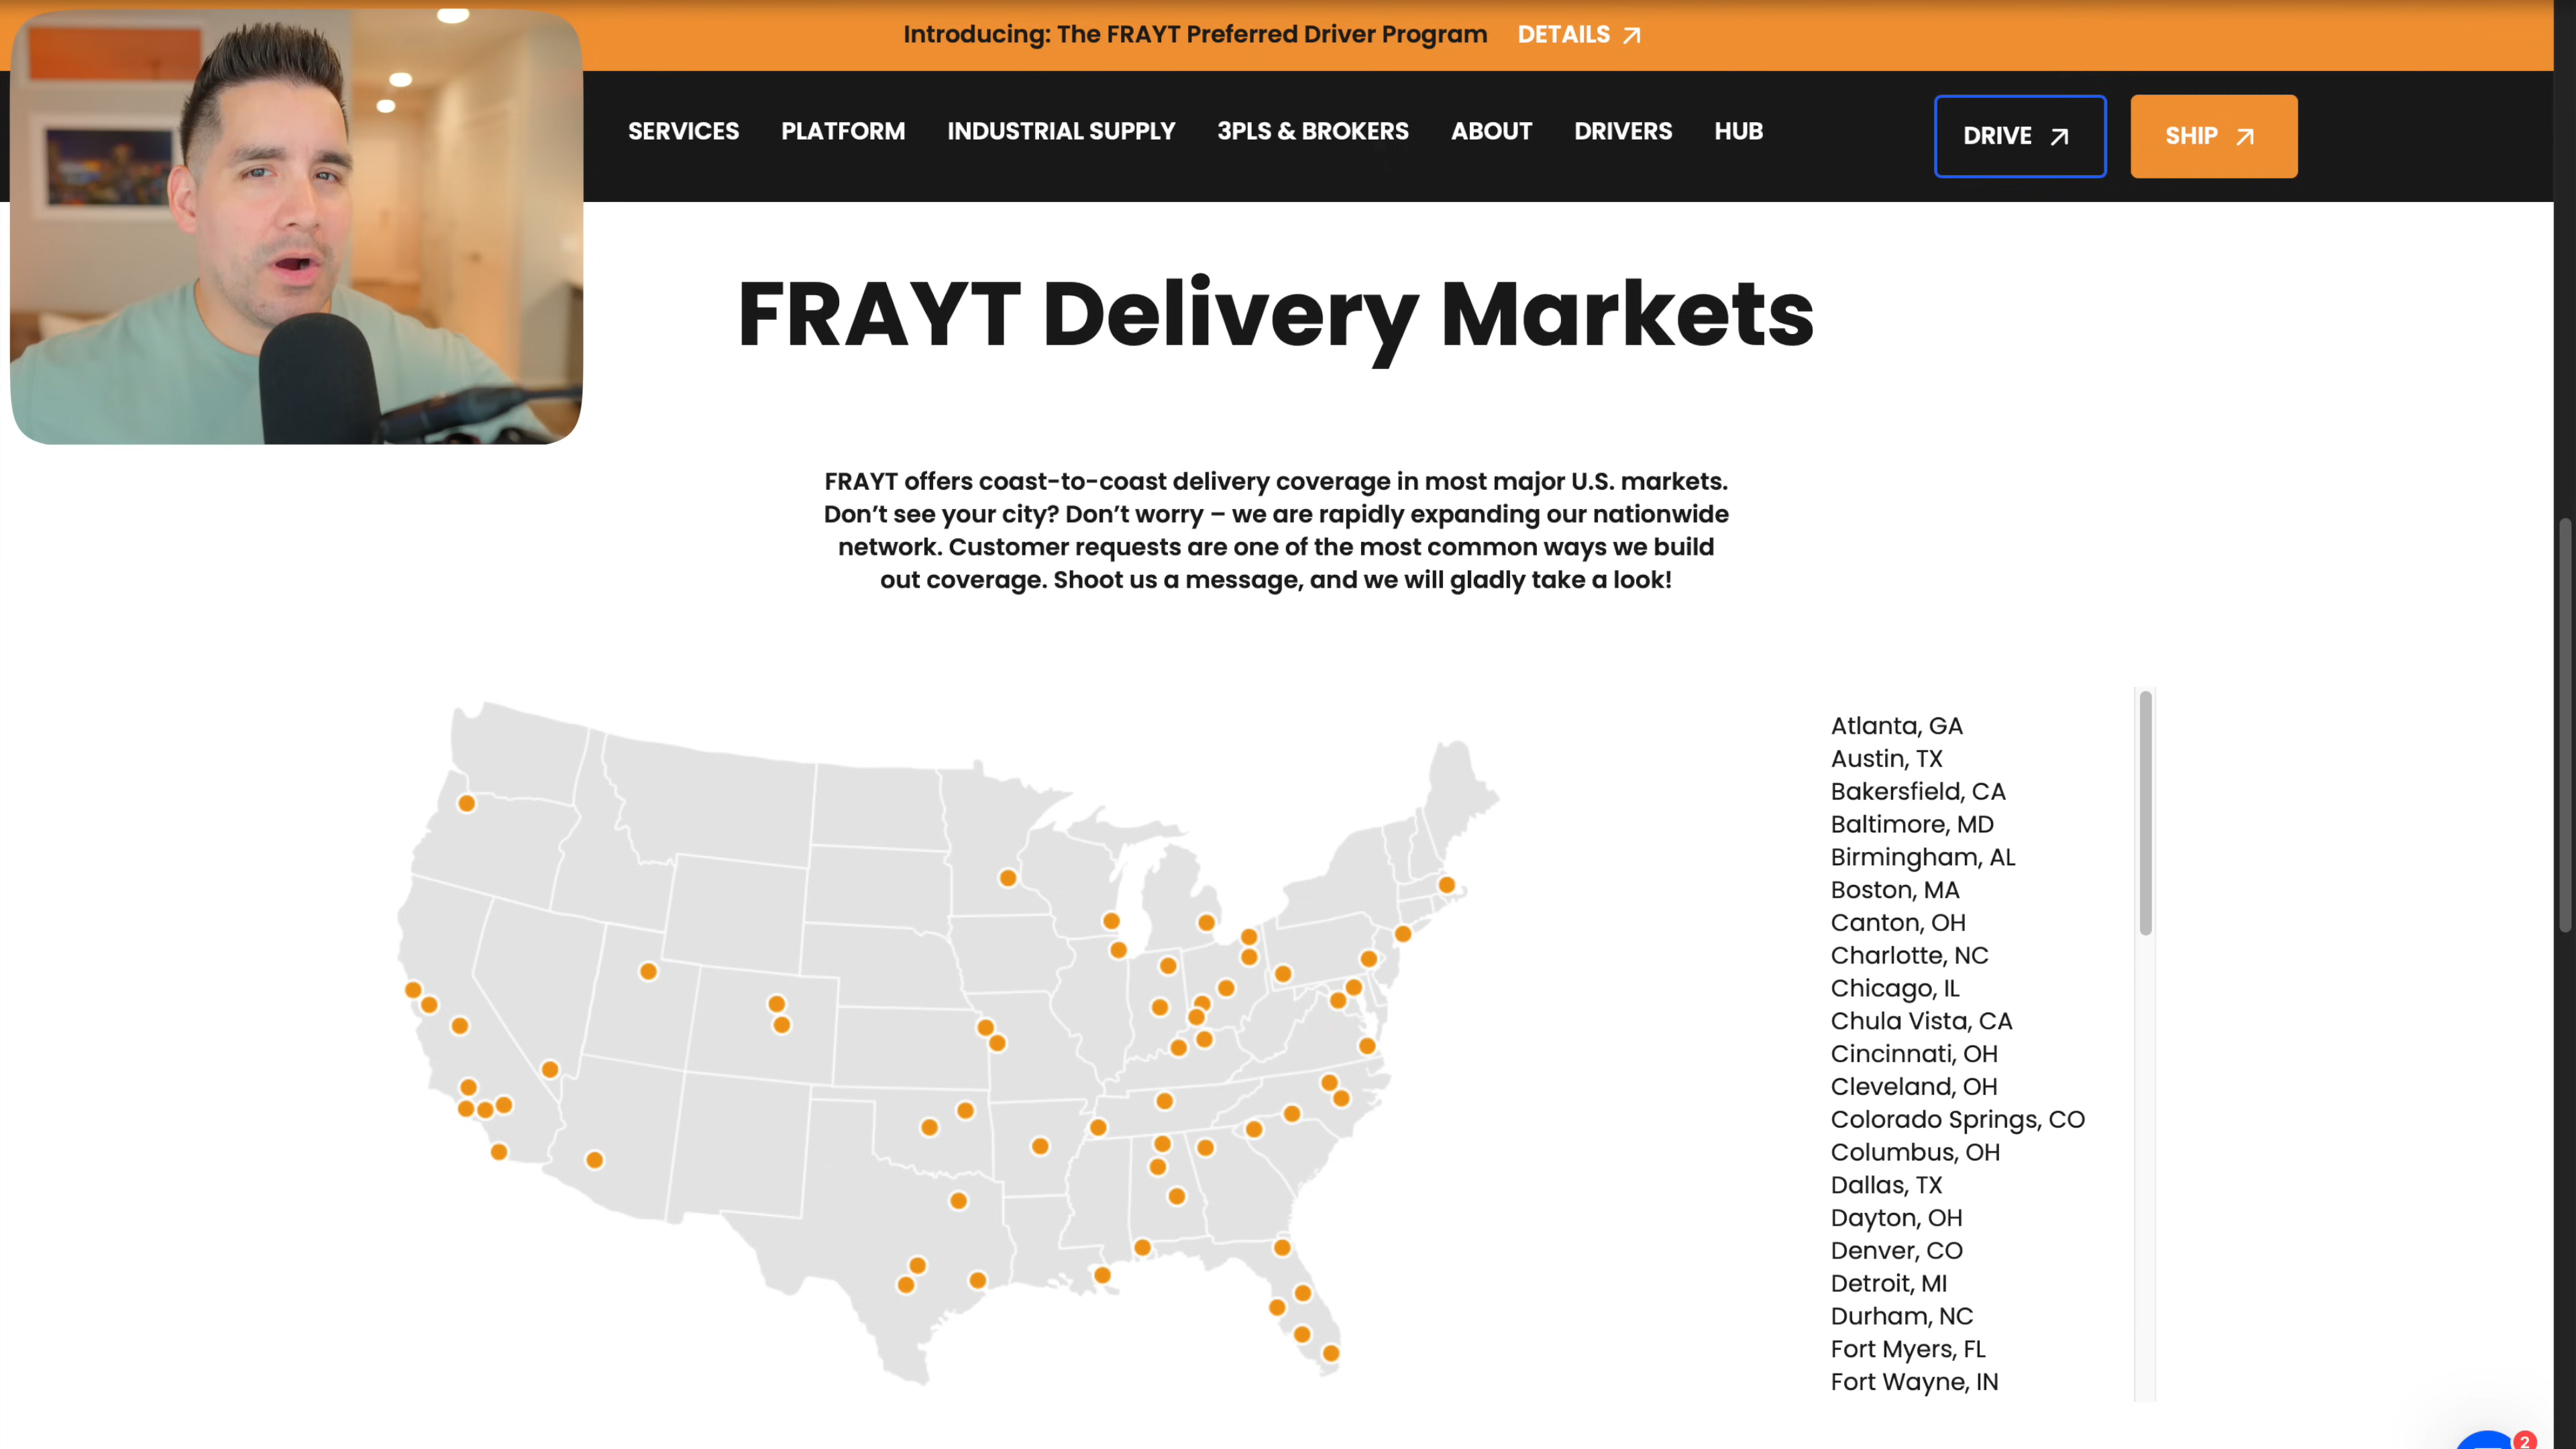 Introducing: The FRAYT Preferred Driver Program DETAILS
SERVICES PLATFORM INDUSTRIAL SUPPLY 3PLS & BROKERS ABOUT DRIVERS HUB DRIVE SHIP
FRAYT Delivery Markets
FRAYT offers coast-to-coast delivery coverage in most major U.S. markets.
Don’t see your city? Don’t worry – we are rapidly expanding our nationwide
network. Customer requests are one of the most common ways we build
out coverage. Shoot us a message, and we will gladly take a look!
Atlanta, GA
Austin, TX
Bakersfield, CA
Baltimore, MD
Birmingham, AL
Boston, MA
Canton, OH
Charlotte, NC
Chicago, IL
Chula Vista, CA
Cincinnati, OH
Cleveland, OH
Colorado Springs, CO
Columbus, OH
Dallas, TX
Dayton, OH
Denver, CO
Detroit, MI
Durham, NC
Fort Myers, FL
Fort Wayne, IN
2